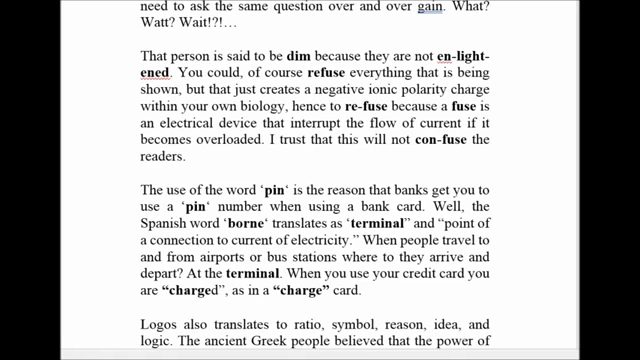 need to ask the same question over and over gain. What?
Watt? Wait!?!…
That person is said to be dim because they are not en-light-
ened. You could, of course refuse everything that is being
shown, but that just creates a negative ionic polarity charge
within your own biology, hence to re-fuse because a fuse is
an electrical device that interrupt the flow of current if it
becomes overloaded. I trust that this will not con-fuse the
readers.
The use of the word ‘pin‘ is the reason that banks get you to
use a ‘pin‘ number when using a bank card. Well, the
Spanish word ‘borne‘ translates as ‘terminal” and “point of
a connection to current of electricity.” When people travel to
and from airports or bus stations where to they arrive and
depart? At the terminal. When you use your credit card you
are “charged”, as in a “charge” card.
Logos also translates to ratio, symbol, reason, idea, and
logic. The ancient Greek people believed that the power of